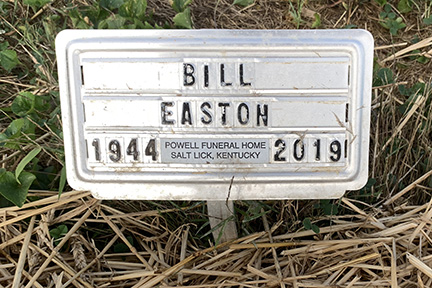 BILL
EASTON
1944 POWELL FUNERAL HOME 2019
SALT LICK, KENTUCKY